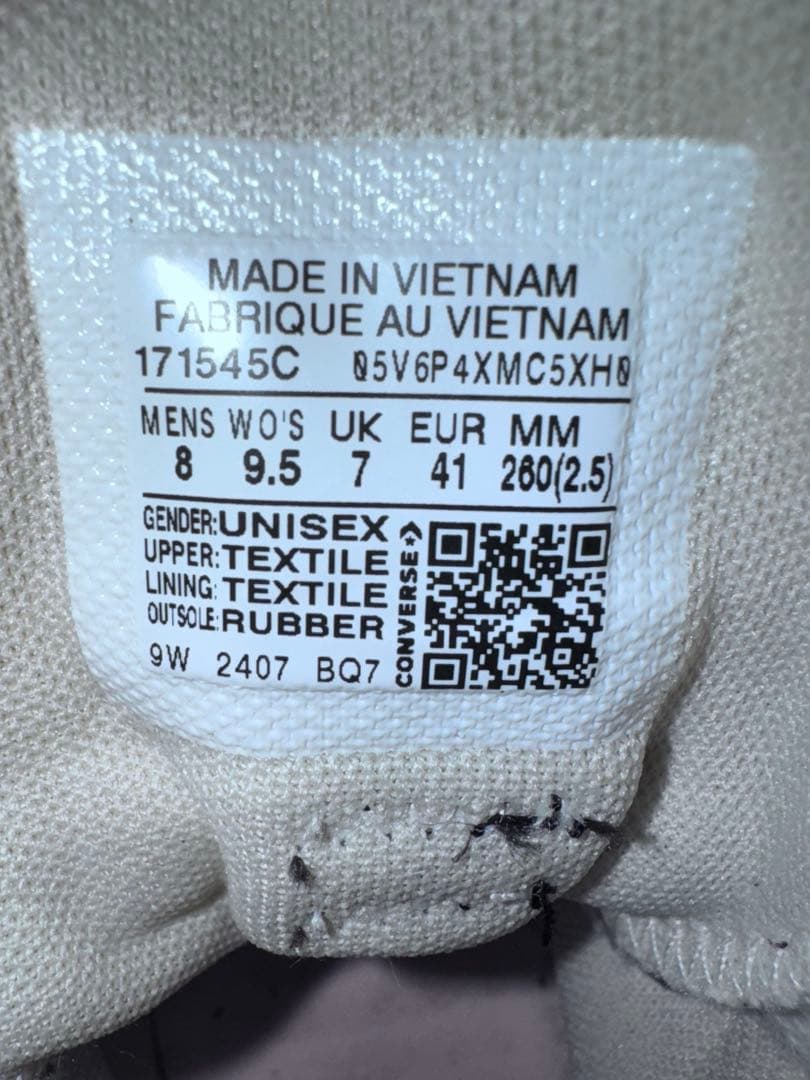 MADE IN VIETNAM
FABRIQUE AU VIETNAM
171545C 05V6P4XMC5XH0
MENS WO'S UK EUR MM
8 9.5 7 41 260(2.5)
GENDER:UNISEX
UPPER:TEXTILE
LINING:TEXTILE
OUTSOLE:RUBBER
9W 2407 BQ7
CONVERSE